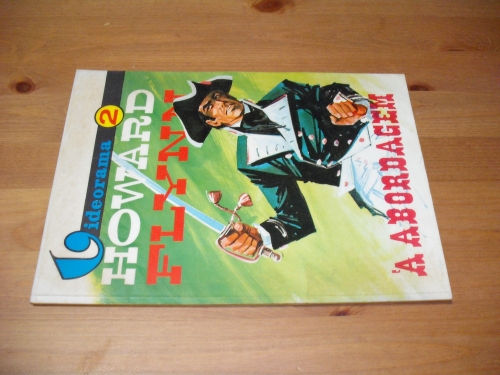 Videorama 2
HOWARD
FLYNN
À ABORDAGEM